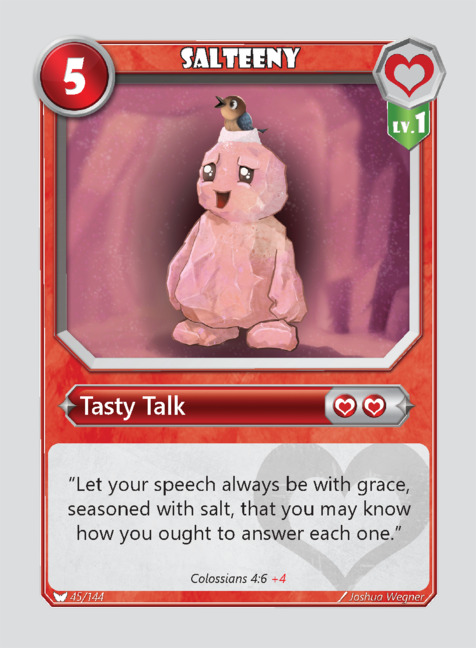 SALTEENY
5
LV.1
Tasty Talk
“Let your speech always be with grace,
seasoned with salt, that you may know
how you ought to answer each one.”
Colossians 4:6 +4
45/144
Joshua Wegner